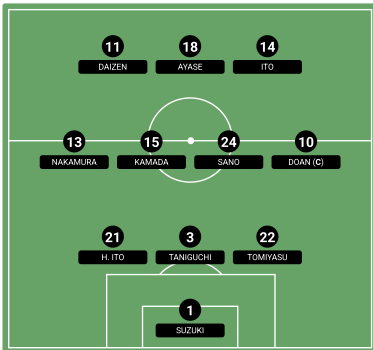 11 18 14
DAIZEN AYASE ITO
13 15 24 10
NAKAMURA KAMADA SANO DOAN (C)
21 3 22
H. ITO TANIGUCHI TOMIYASU
1
SUZUKI